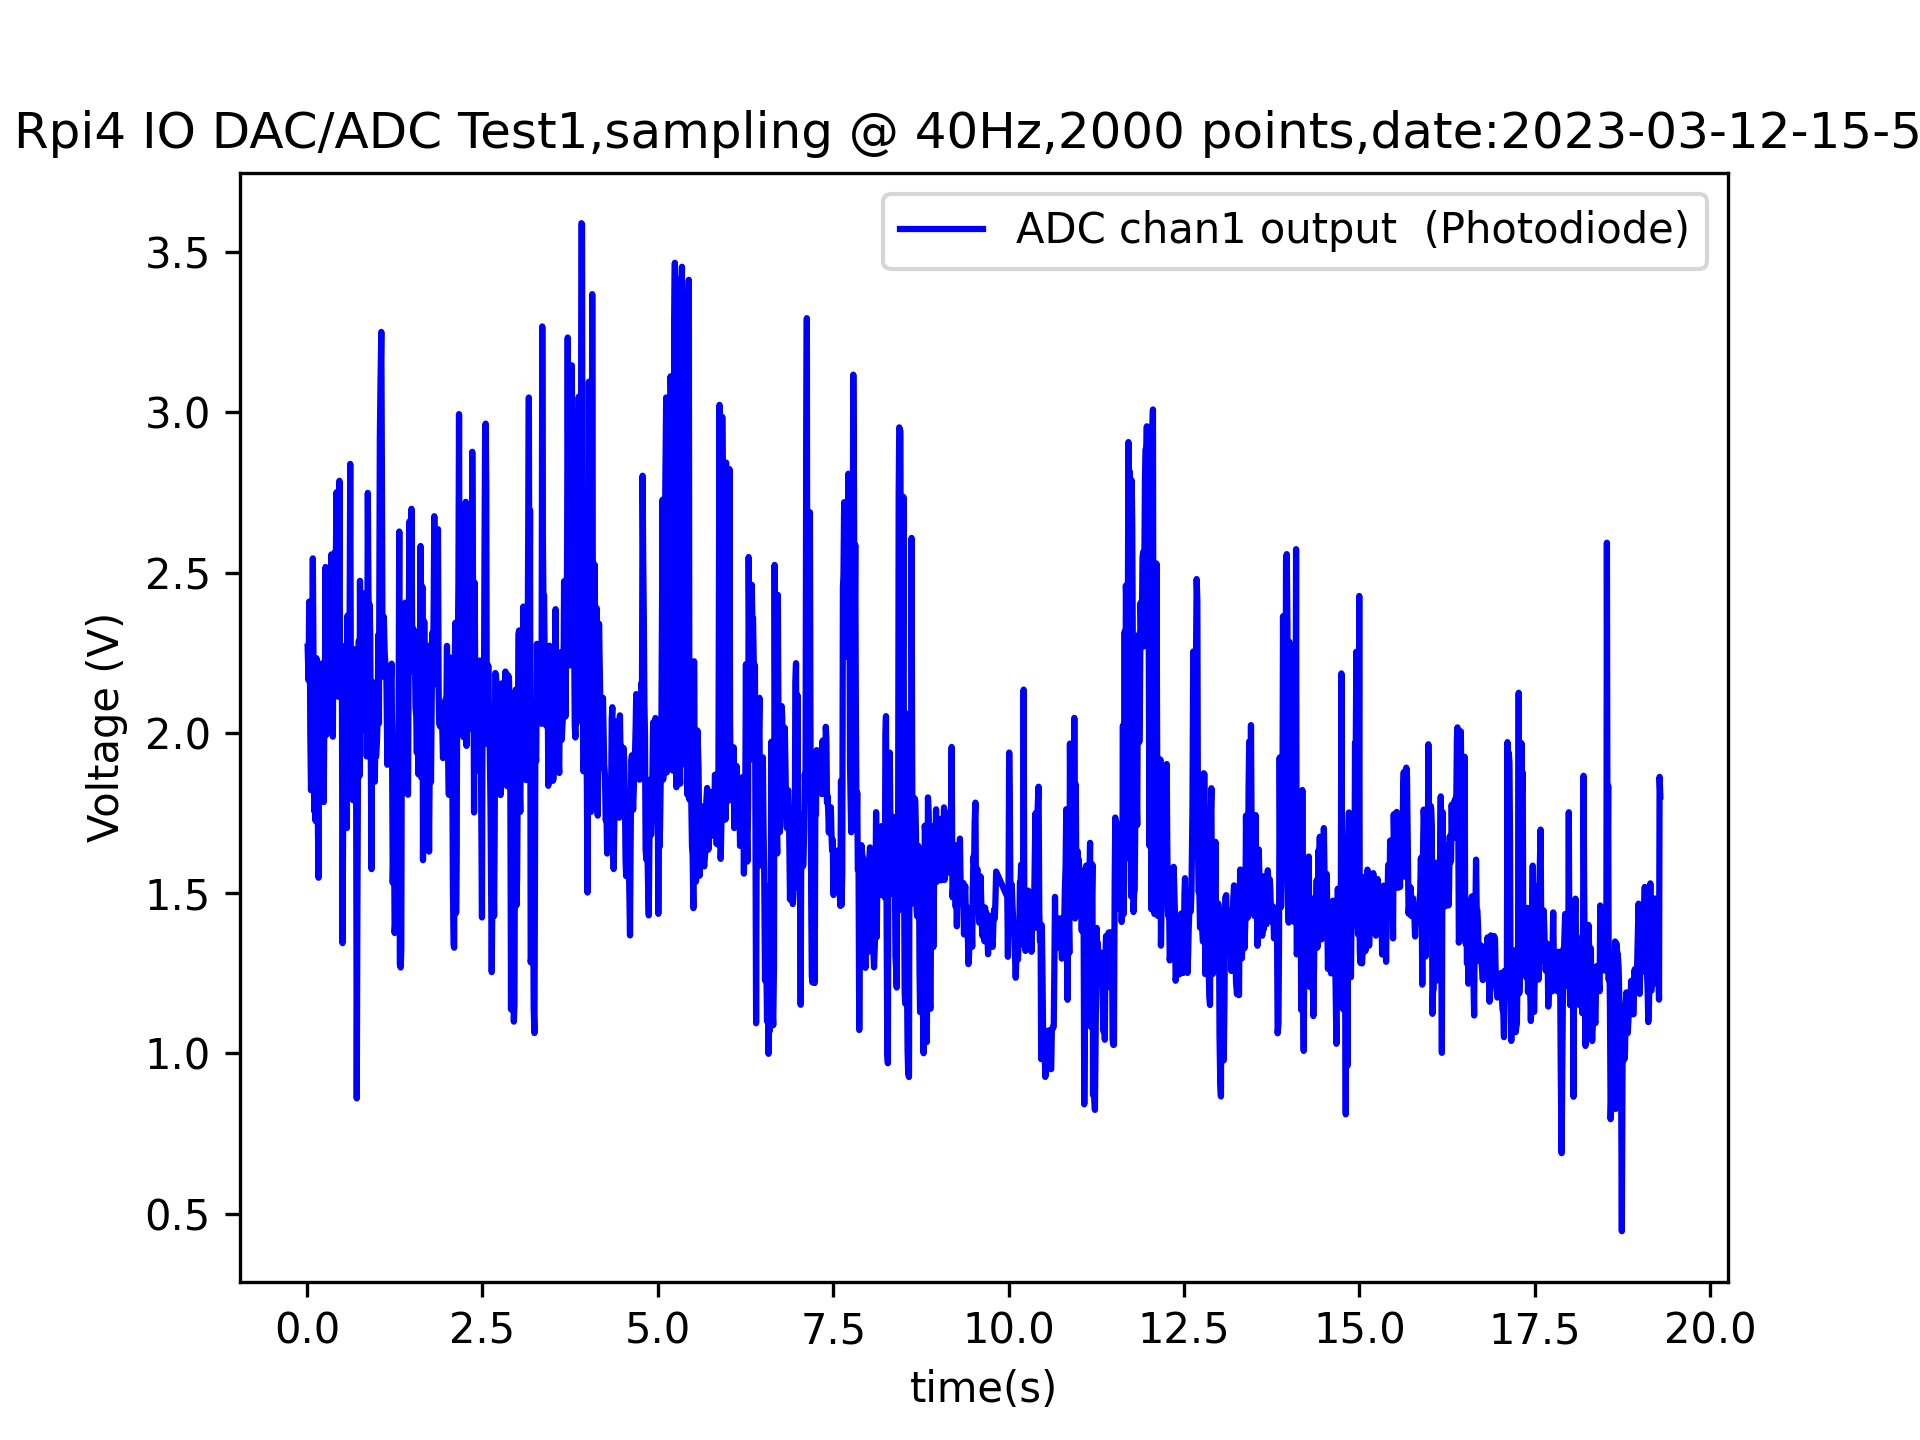 Rpi4 IO DAC/ADC Test1,sampling @ 40Hz,2000 points,date:2023-03-12-15-5
ADC chan1 output  (Photodiode)
3.5
3.0
2.5
2.0
1.5
1.0
0.5
Voltage (V)
0.0 2.5 5.0 7.5 10.0 12.5 15.0 17.5 20.0
time(s)